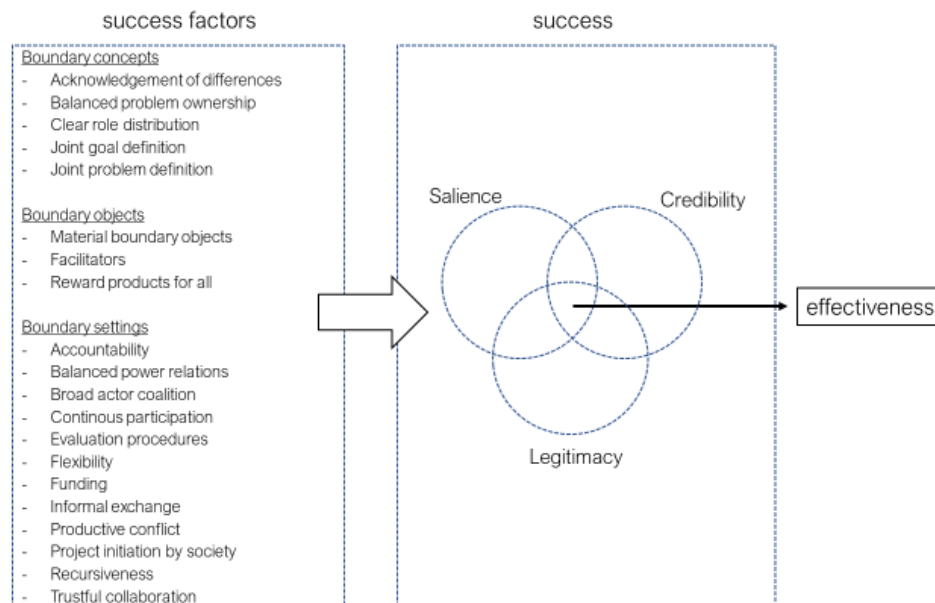 success factors
Boundary concepts
- Acknowledgement of differences
- Balanced problem ownership
- Clear role distribution
- Joint goal definition
- Joint problem definition
Boundary objects
- Material boundary objects
- Facilitators
- Reward products for all
Boundary settings
- Accountability
- Balanced power relations
- Broad actor coalition
- Continous participation
- Evaluation procedures
- Flexibility
- Funding
- Informal exchange
- Productive conflict
- Project initiation by society
- Recursiveness
- Trustful collaboration
success
Salience
Credibility
Legitimacy
effectiveness